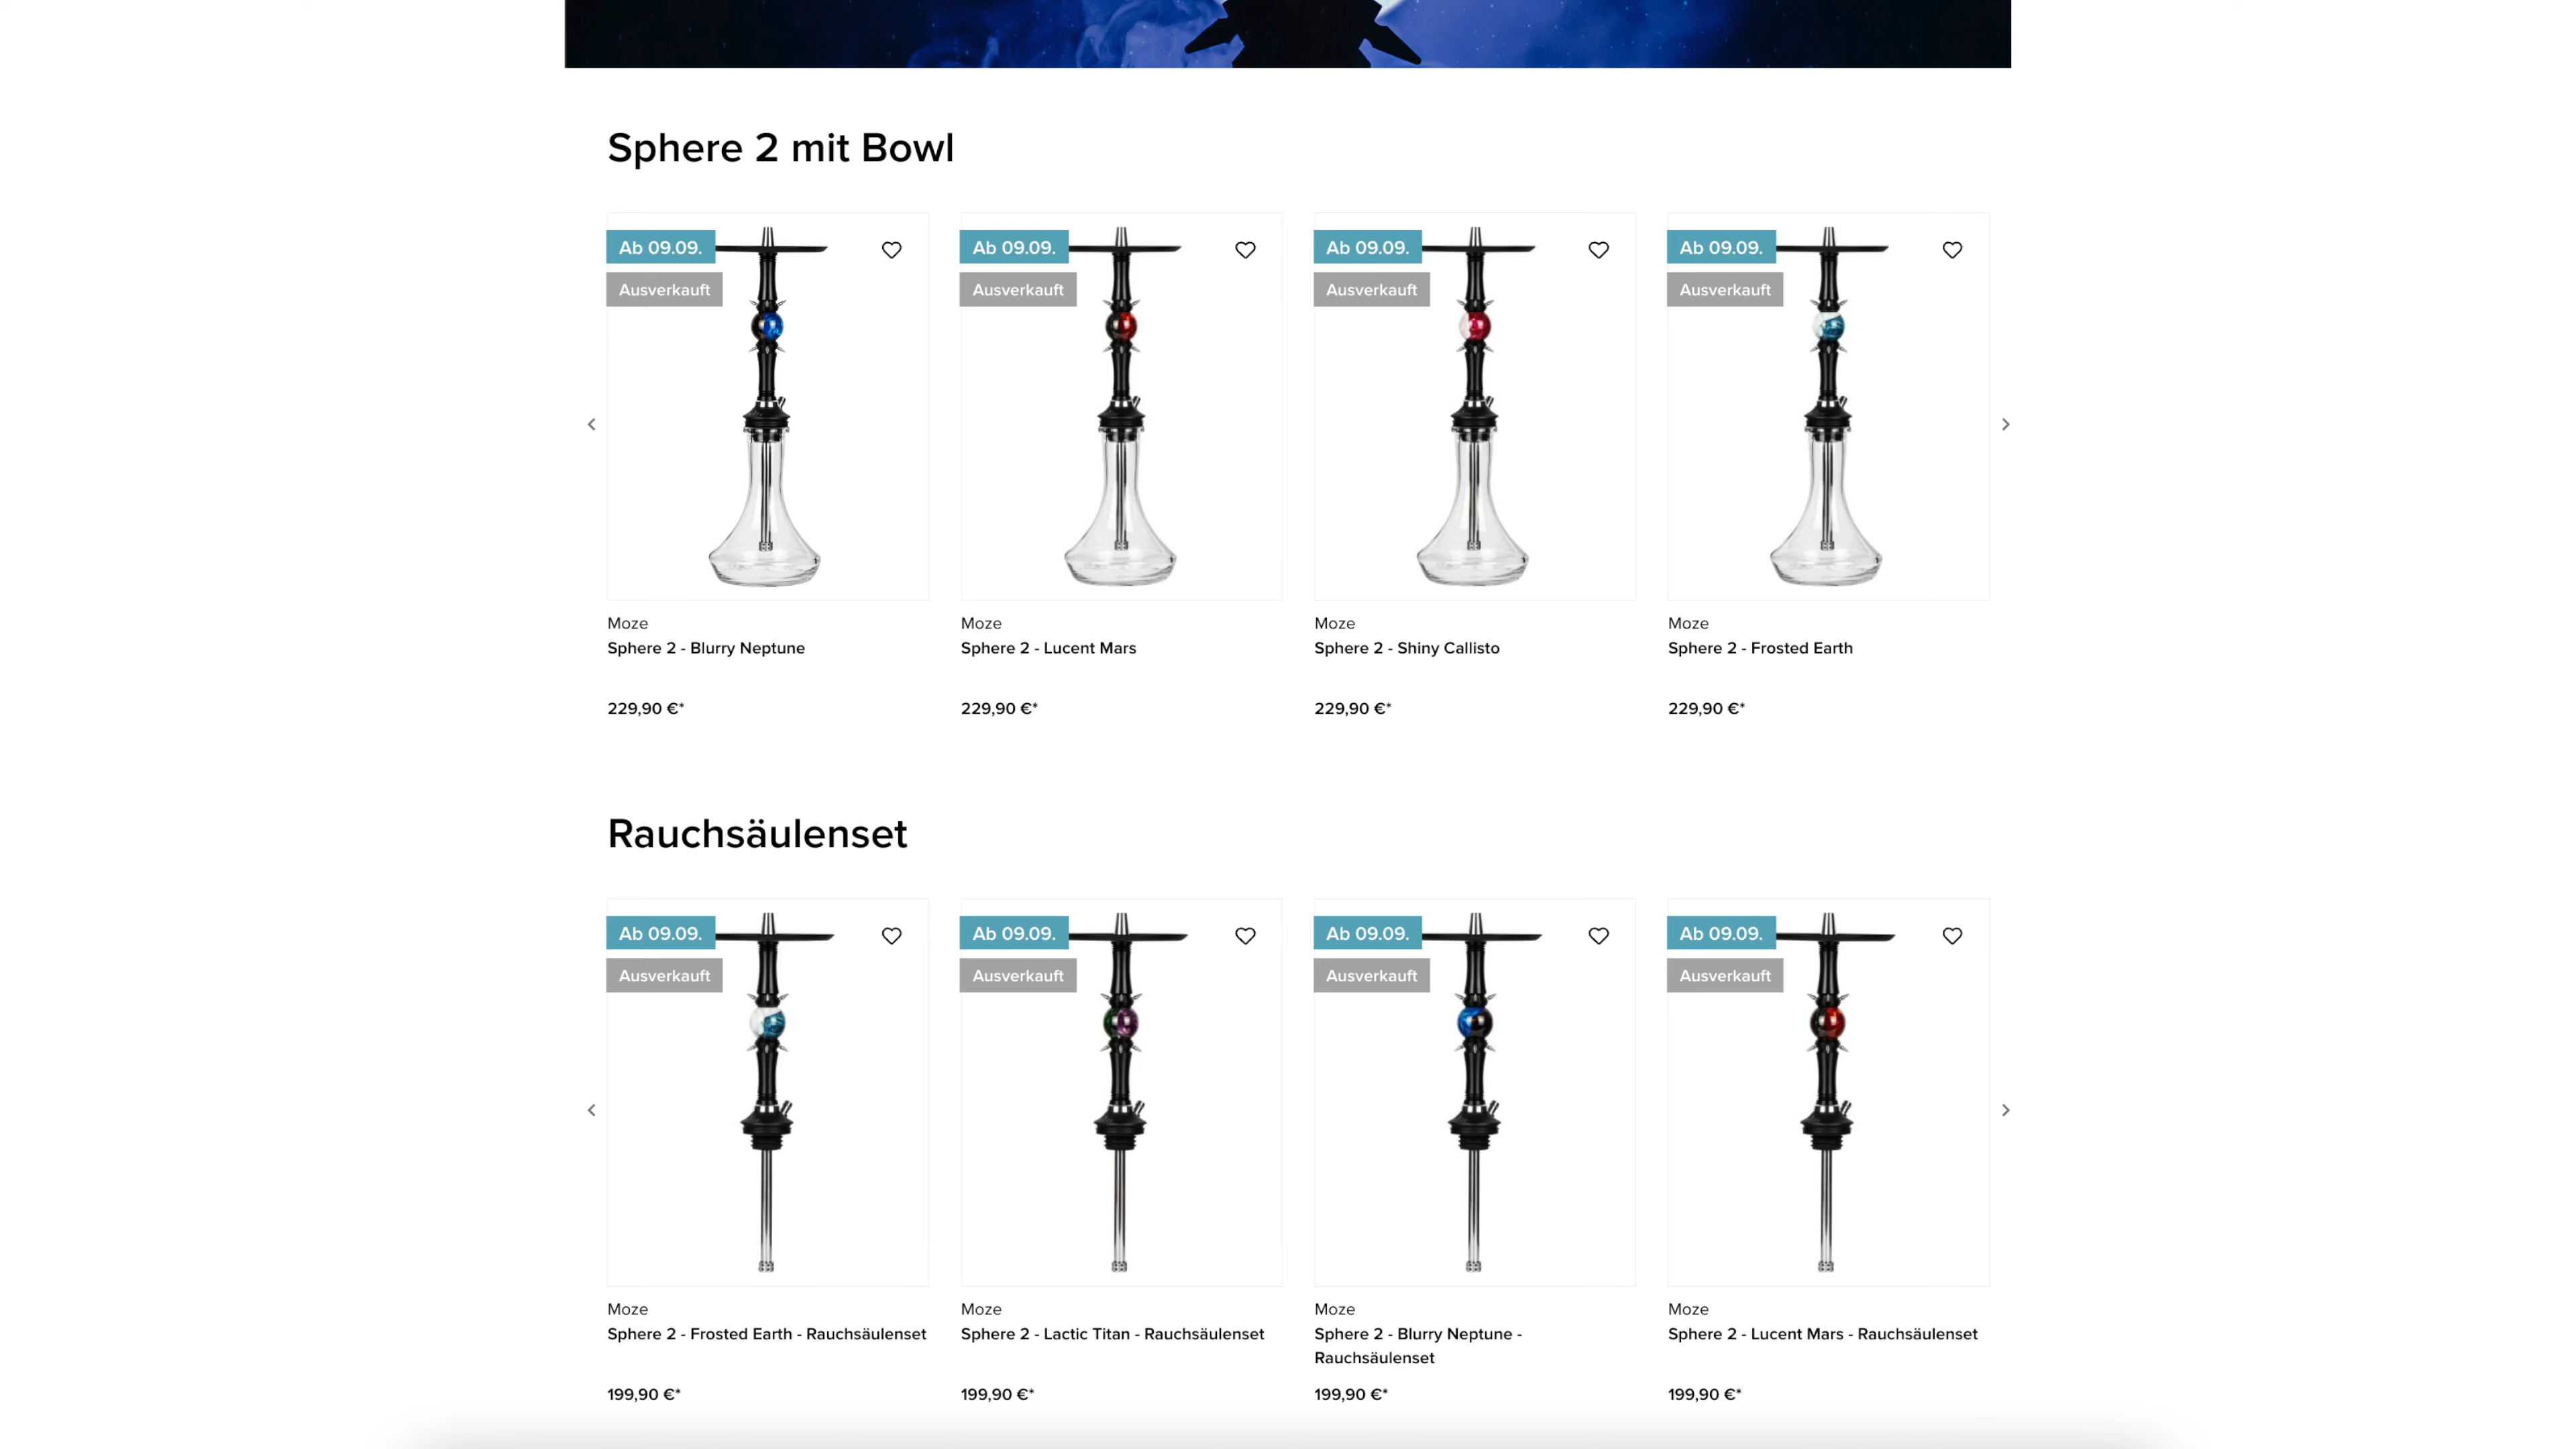 Sphere 2 mit Bowl
Ab 09.09.
Ausverkauft
Moze
Sphere 2 - Blurry Neptune
229,90 €*
Ab 09.09.
Ausverkauft
Moze
Sphere 2 - Lucent Mars
229,90 €*
Ab 09.09.
Ausverkauft
Moze
Sphere 2 - Shiny Callisto
229,90 €*
Ab 09.09.
Ausverkauft
Moze
Sphere 2 - Frosted Earth
229,90 €*
Rauchsäulenset
Ab 09.09.
Ausverkauft
Moze
Sphere 2 - Frosted Earth - Rauchsäulenset
199,90 €*
Ab 09.09.
Ausverkauft
Moze
Sphere 2 - Lactic Titan - Rauchsäulenset
199,90 €*
Ab 09.09.
Ausverkauft
Moze
Sphere 2 - Blurry Neptune -
Rauchsäulenset
199,90 €*
Ab 09.09.
Ausverkauft
Moze
Sphere 2 - Lucent Mars - Rauchsäulenset
199,90 €*